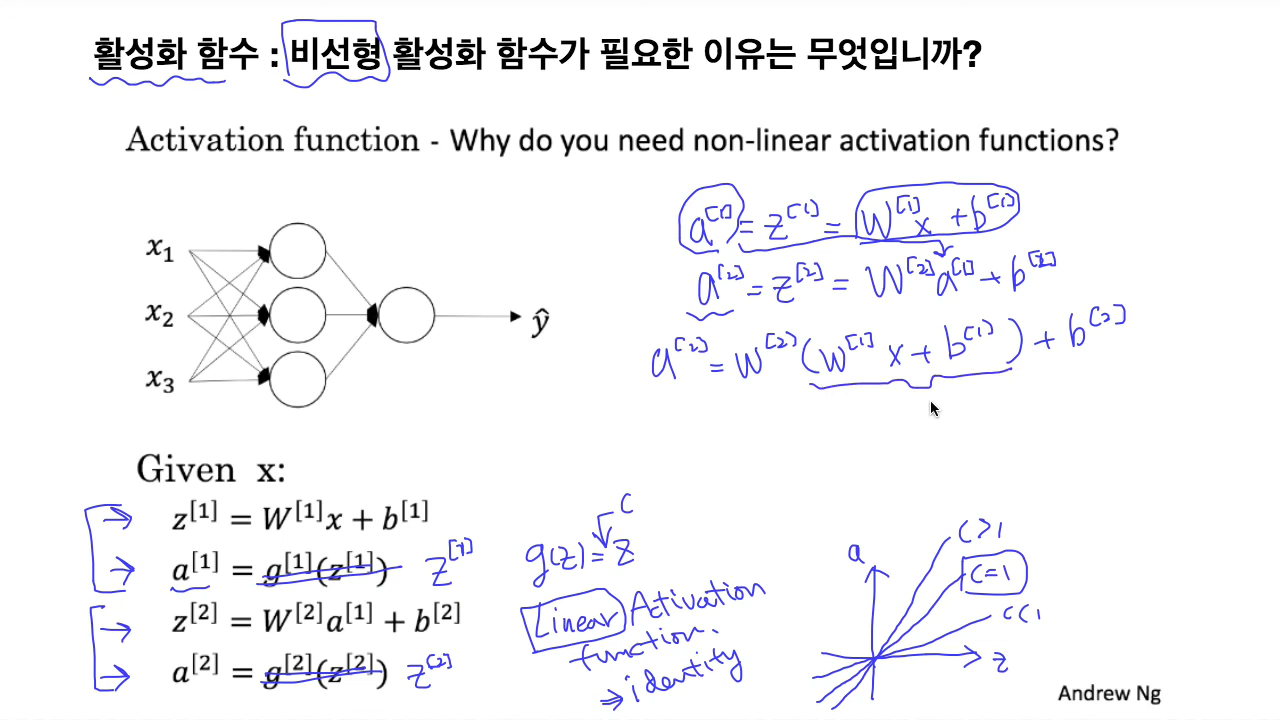 활성화 함수 : 비선형 활성화 함수가 필요한 이유는 무엇입니까?
Activation function - Why do you need non-linear activation functions?
x₁
x₂
x₃
ŷ
a^[1] = z^[1] = W^[1] x + b^[1]
a^[2] = z^[2] = W^[2] a^[1] + b^[2]
a^[2] = W^[2] (W^[1] x + b^[1]) + b^[2]
Given x:
z^[1] = W^[1]x + b^[1]
a^[1] = g^[1](z^[1]) z^[1]
z^[2] = W^[2]a^[1] + b^[2]
a^[2] = g^[2](z^[2]) z^[2]
c
g(z) = z
Linear Activation
function.
⇒ identity
a
c>1
c=1
c<1
z
Andrew Ng